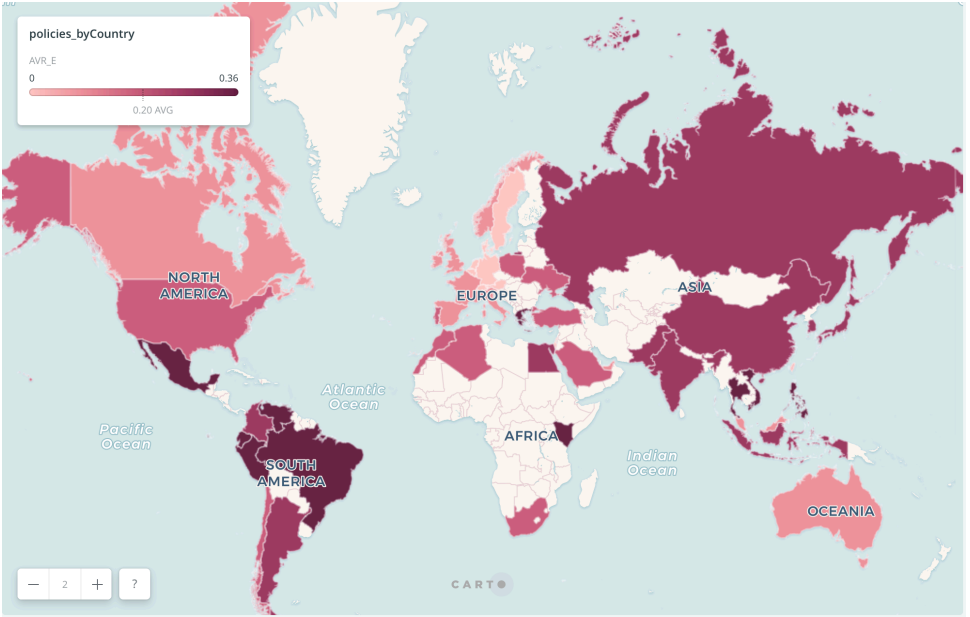 policies_byCountry
AVR_E
0 0.36
0.20 AVG
NORTH
AMERICA
EUROPE
ASIA
Atlantic
Ocean
Pacific
Ocean
AFRICA
Indian
Ocean
SOUTH
AMERICA
OCEANIA
− 2 + ?
CARTO